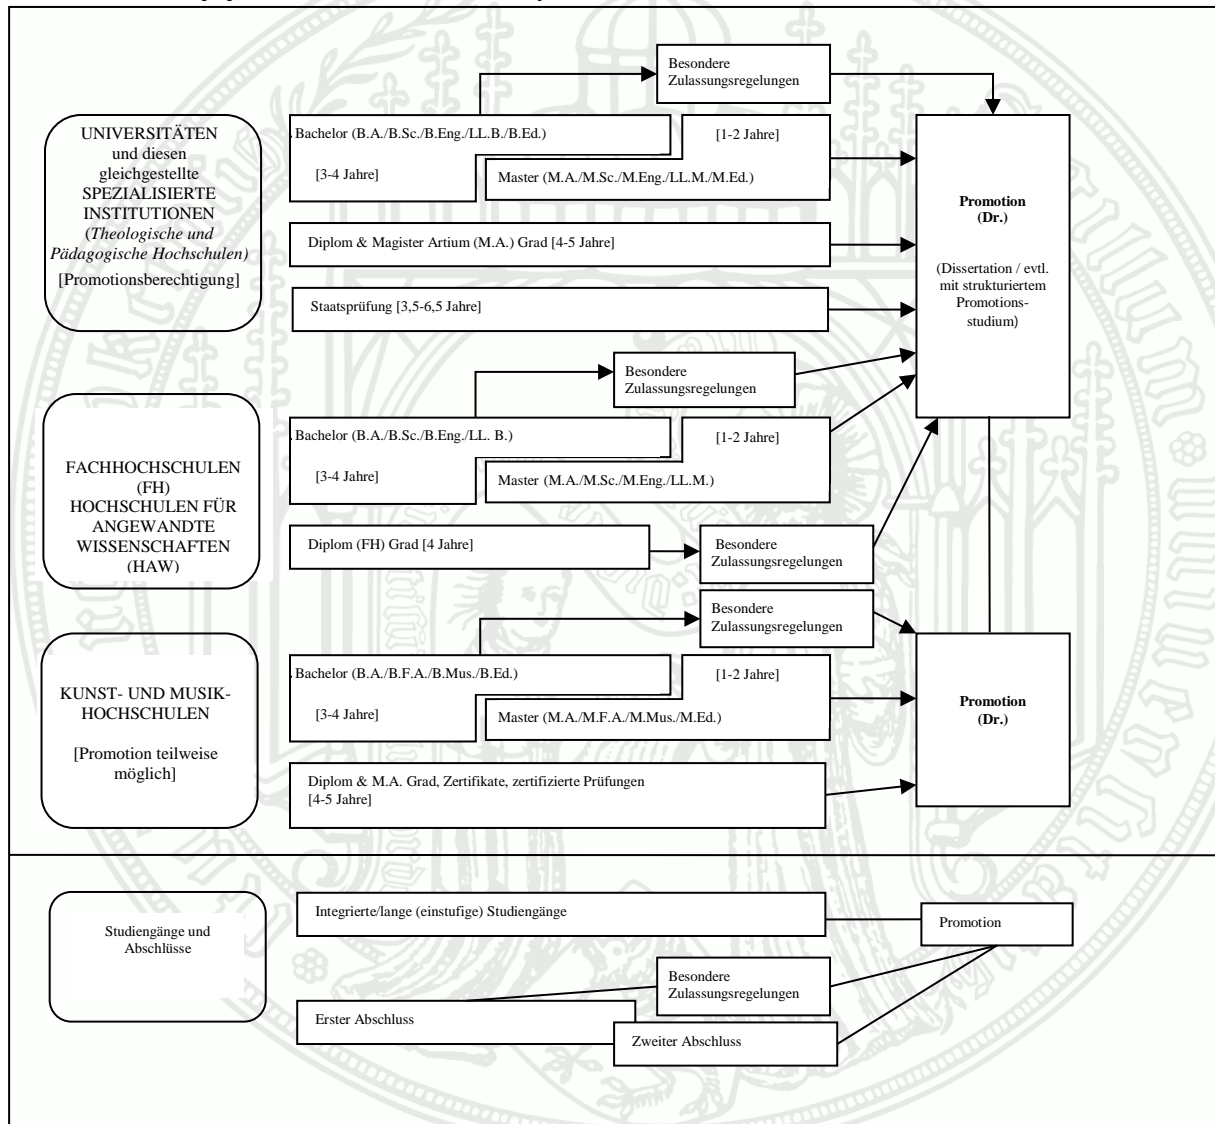 Besondere
Zulassungsregelungen
UNIVERSITÄTEN
und diesen
gleichgestellte
SPEZIALISIERTE
INSTITUTIONEN
(Theologische und
Pädagogische Hochschulen)
[Promotionsberechtigung]
Bachelor (B.A./B.Sc./B.Eng./LL.B./B.Ed.)
[1-2 Jahre]
[3-4 Jahre]
Master (M.A./M.Sc./M.Eng./LL.M./M.Ed.)
Diplom & Magister Artium (M.A.) Grad [4-5 Jahre]
Staatsprüfung [3,5-6,5 Jahre]
Promotion
(Dr.)
(Dissertation / evtl.
mit strukturiertem
Promotions-
studium)
Besondere
Zulassungsregelungen
FACHHOCHSCHULEN
(FH)
HOCHSCHULEN FÜR
ANGEWANDTE
WISSENSCHAFTEN
(HAW)
Bachelor (B.A./B.Sc./B.Eng./LL. B.)
[1-2 Jahre]
[3-4 Jahre]
Master (M.A./M.Sc./M.Eng./LL.M.)
Diplom (FH) Grad [4 Jahre]
Besondere
Zulassungsregelungen
Besondere
Zulassungsregelungen
KUNST- UND MUSIK-
HOCHSCHULEN
[Promotion teilweise
möglich]
Bachelor (B.A./B.F.A./B.Mus./B.Ed.)
[1-2 Jahre]
[3-4 Jahre]
Master (M.A./M.F.A./M.Mus./M.Ed.)
Diplom & M.A. Grad, Zertifikate, zertifizierte Prüfungen
[4-5 Jahre]
Promotion
(Dr.)
Studiengänge und
Abschlüsse
Integrierte/lange (einstufige) Studiengänge
Promotion
Besondere
Zulassungsregelungen
Erster Abschluss
Zweiter Abschluss